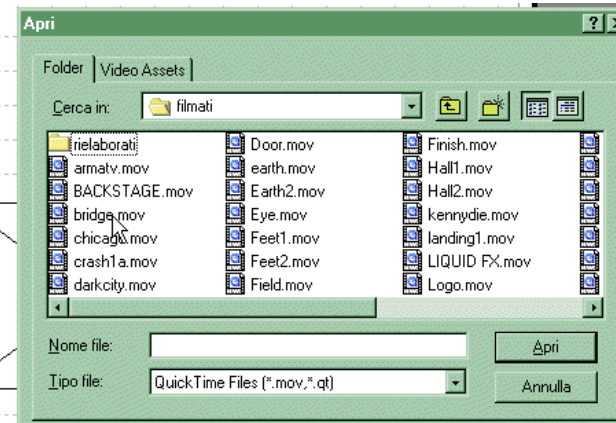 Apri
Folder Video Assets
Cerca in: filmati
rielaborati Door.mov Finish.mov
armatv.mov earth.mov Hall1.mov
BACKSTAGE.mov Earth2.mov Hall2.mov
bridge.mov Eye.mov kennydie.mov
chicago.mov Feet1.mov landing1.mov
crash1a.mov Feet2.mov LIQUID FX.mov
darkcity.mov Field.mov Logo.mov
Nome file: Apri
Tipo file: QuickTime Files (*.mov,*.qt) Annulla